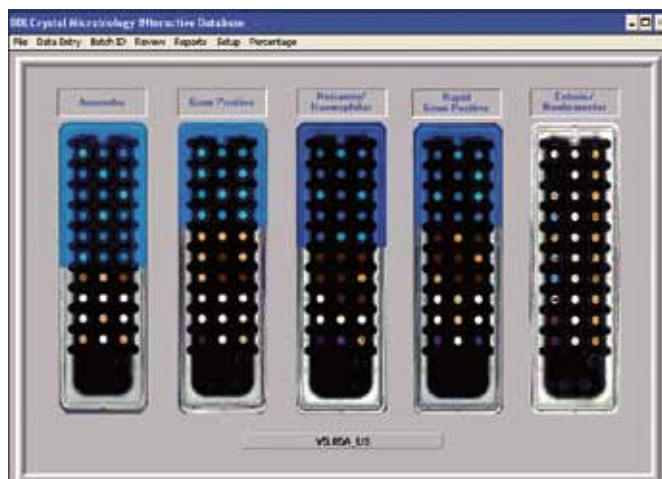 BBL Crystal Microbiology INteractive Database
File Data Entry Batch ID Review Reports Setup Percentage
Anaerobe
Gram Positive
Neisseria/
Haemophilus
Rapid
Gram Positive
Enteric/
Nonfermenter
V5.05A_US